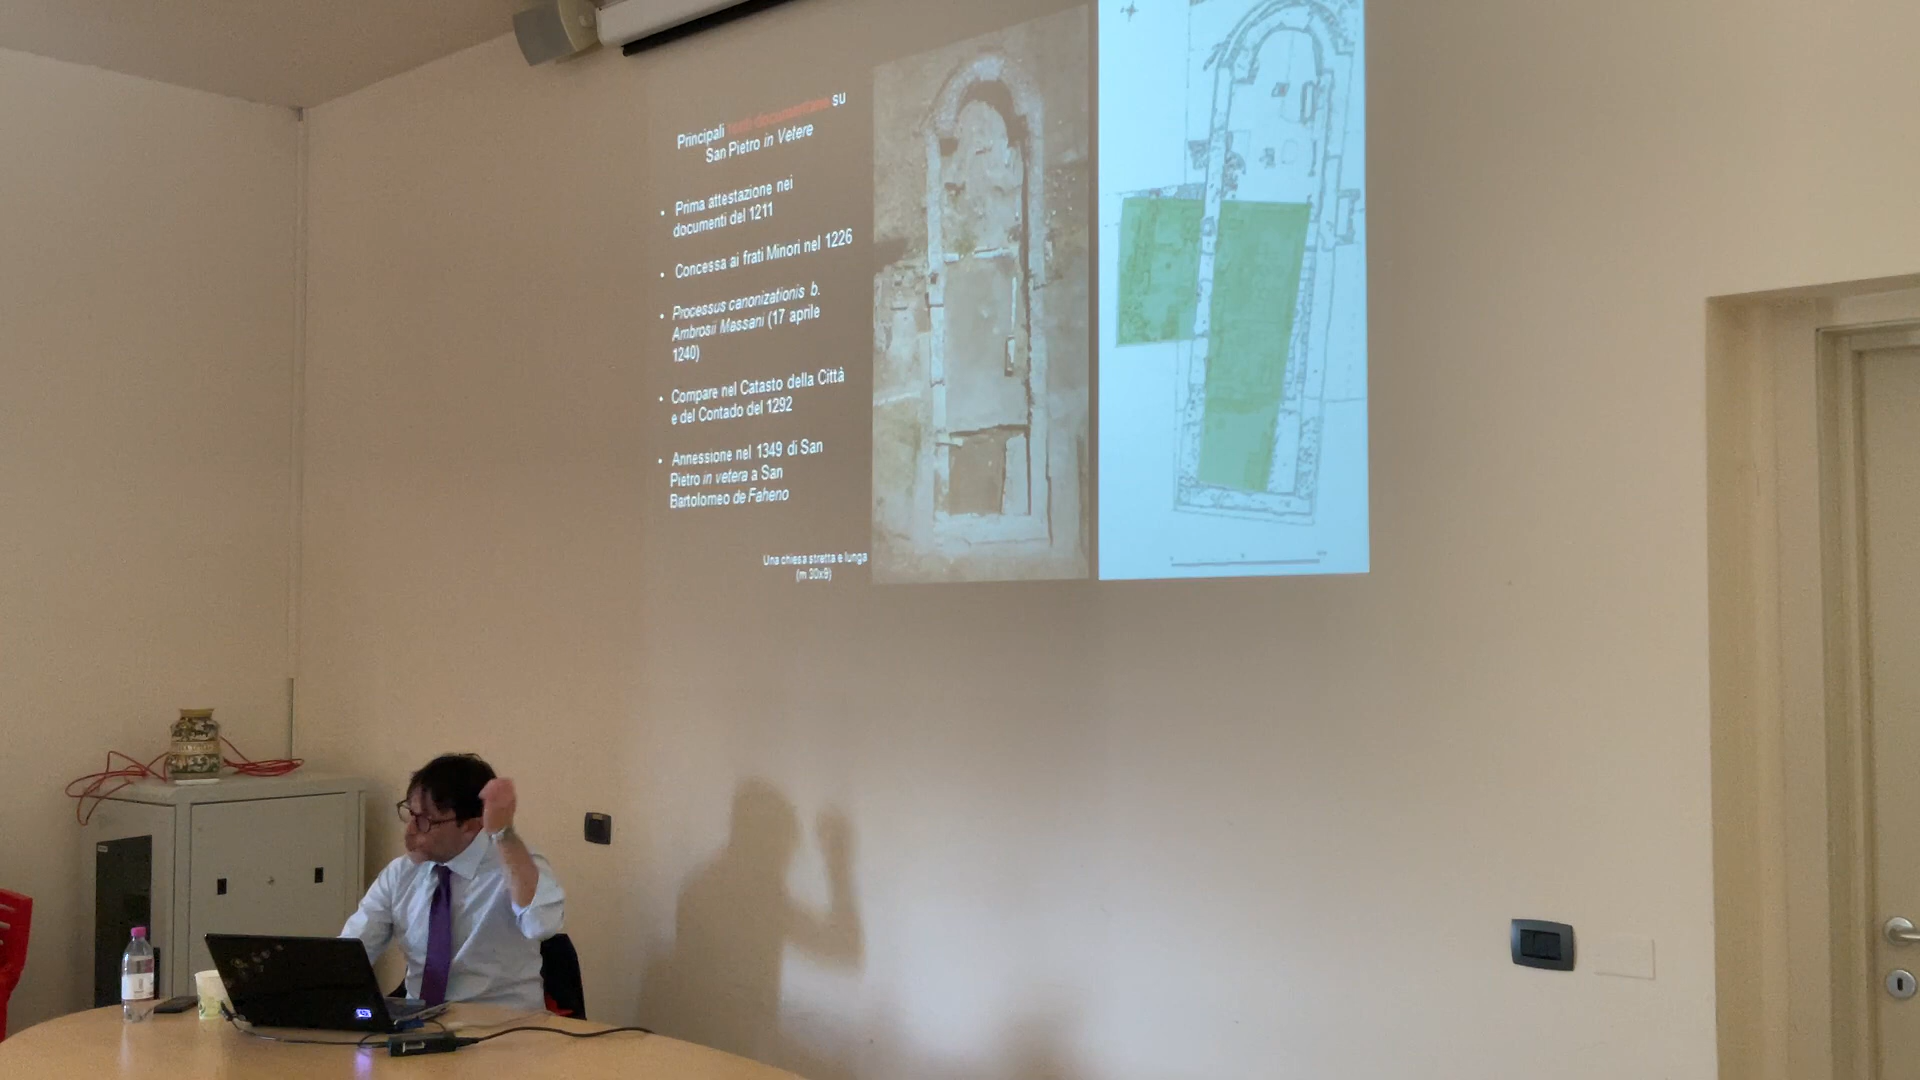 Principali testi documentari su
San Pietro in Vetere
• Prima attestazione nei
documenti del 1211
• Concessa ai frati Minori nel 1226
• Processus canonizationis b.
Ambrosii Massani (17 aprile
1240)
• Compare nel Catasto della Città
e del Contado del 1292
• Annessione nel 1349 di San
Pietro in vetera a San
Bartolomeo de Faheno
Una chiesa stretta e lunga
(m 30x9)